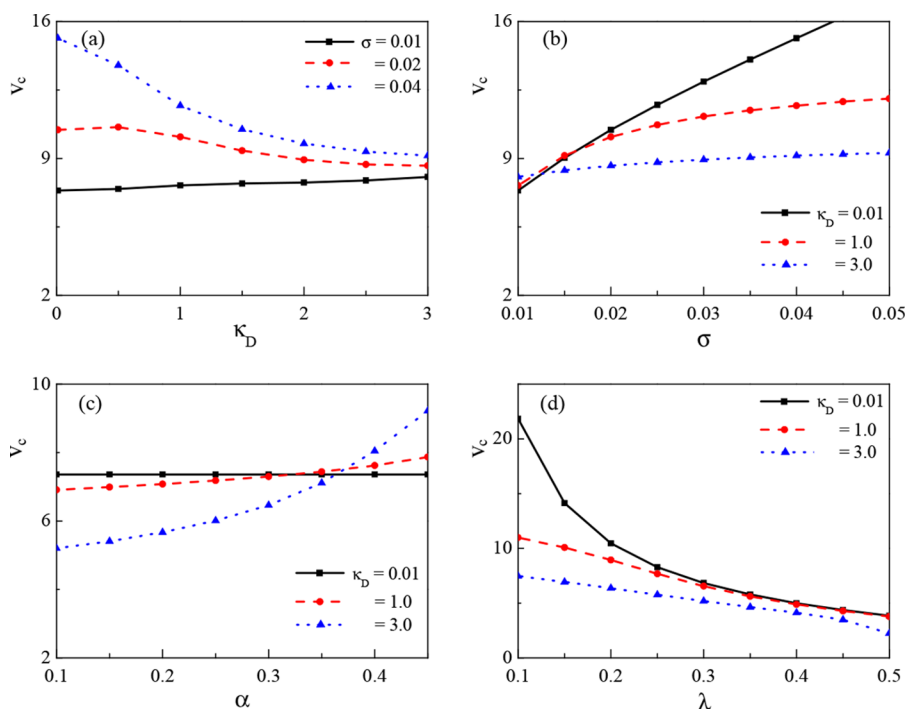 16
9
2
v_c
(a)
σ = 0.01
= 0.02
= 0.04
0 1 2 3
κ_D
16
9
2
v_c
(b)
κ_D = 0.01
= 1.0
= 3.0
0.01 0.02 0.03 0.04 0.05
σ
10
6
2
v_c
(c)
κ_D = 0.01
= 1.0
= 3.0
0.1 0.2 0.3 0.4
α
20
10
0
v_c
(d)
κ_D = 0.01
= 1.0
= 3.0
0.1 0.2 0.3 0.4 0.5
λ